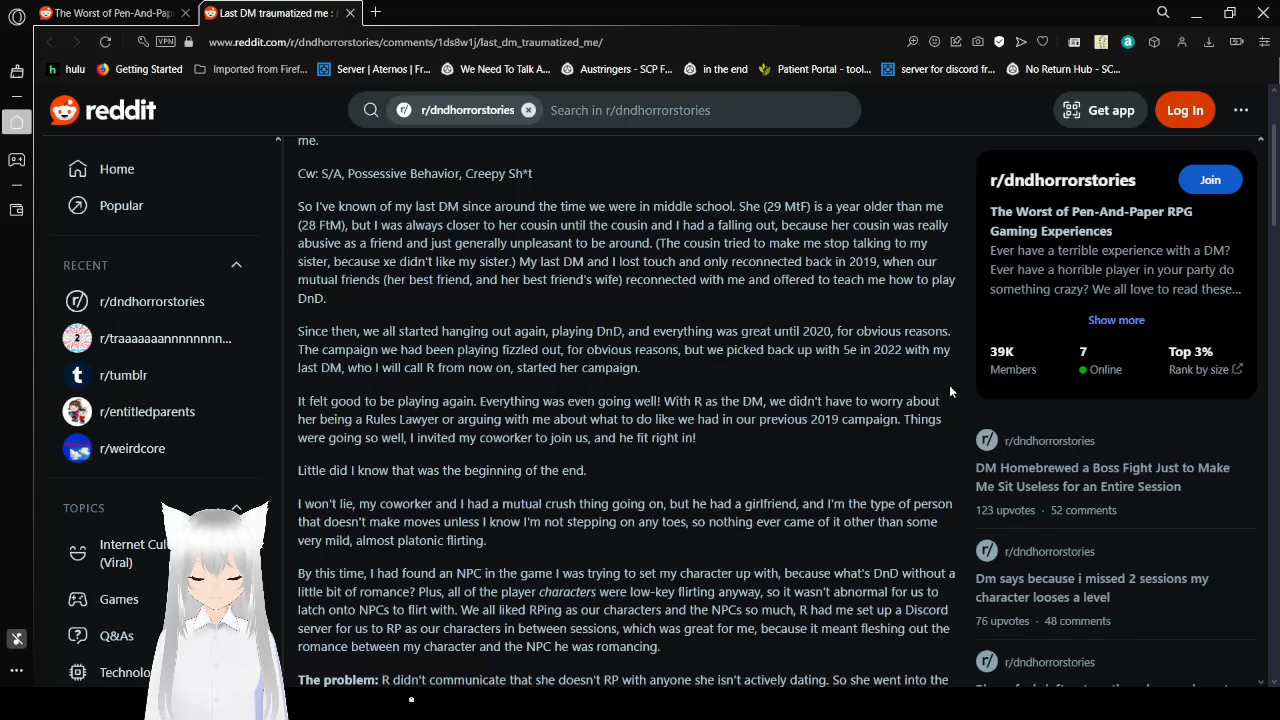 The Worst of Pen-And-Pap
Last DM traumatized me :
VPN
www.reddit.com/r/dndhorrorstories/comments/1ds8w1j/last_dm_traumatized_me/
hulu
Getting Started
Imported from Firef...
Server | Aternos | Fr...
We Need To Talk A...
Austringers - SCP F...
in the end
Patient Portal - tool...
server for discord fr...
No Return Hub - SC...
reddit
r/dndhorrorstories
Search in r/dndhorrorstories
Get app
Log In
Home
Popular
RECENT
r/dndhorrorstories
r/traaaaaaannnnnnn...
r/tumblr
r/entitledparents
r/weirdcore
TOPICS
Internet Cul
(Viral)
Games
Q&As
Technolo
me.
Cw: S/A, Possessive Behavior, Creepy Sh*t
So I've known of my last DM since around the time we were in middle school. She (29 MtF) is a year older than me
(28 FtM), but I was always closer to her cousin until the cousin and I had a falling out, because her cousin was really
abusive as a friend and just generally unpleasant to be around. (The cousin tried to make me stop talking to my
sister, because xe didn't like my sister.) My last DM and I lost touch and only reconnected back in 2019, when our
mutual friends (her best friend, and her best friend's wife) reconnected with me and offered to teach me how to play
DnD.
Since then, we all started hanging out again, playing DnD, and everything was great until 2020, for obvious reasons.
The campaign we had been playing fizzled out, for obvious reasons, but we picked back up with 5e in 2022 with my
last DM, who I will call R from now on, started her campaign.
It felt good to be playing again. Everything was even going well! With R as the DM, we didn't have to worry about
her being a Rules Lawyer or arguing with me about what to do like we had in our previous 2019 campaign. Things
were going so well, I invited my coworker to join us, and he fit right in!
Little did I know that was the beginning of the end.
I won't lie, my coworker and I had a mutual crush thing going on, but he had a girlfriend, and I'm the type of person
that doesn't make moves unless I know I'm not stepping on any toes, so nothing ever came of it other than some
very mild, almost platonic flirting.
By this time, I had found an NPC in the game I was trying to set my character up with, because what's DnD without a
little bit of romance? Plus, all of the player characters were low-key flirting anyway, so it wasn't abnormal for us to
latch onto NPCs to flirt with. We all liked RPing as our characters and the NPCs so much, R had me set up a Discord
server for us to RP as our characters in between sessions, which was great for me, because it meant fleshing out the
romance between my character and the NPC he was romancing.
The problem: R didn't communicate that she doesn't RP with anyone she isn't actively dating. So she went into the
r/dndhorrorstories
Join
The Worst of Pen-And-Paper RPG
Gaming Experiences
Ever have a terrible experience with a DM?
Ever have a horrible player in your party do
something crazy? We all love to read these...
Show more
39K
7
Top 3%
Members
Online
Rank by size
r/dndhorrorstories
DM Homebrewed a Boss Fight Just to Make
Me Sit Useless for an Entire Session
123 upvotes · 52 comments
r/dndhorrorstories
Dm says because i missed 2 sessions my
character looses a level
76 upvotes · 48 comments
r/dndhorrorstories